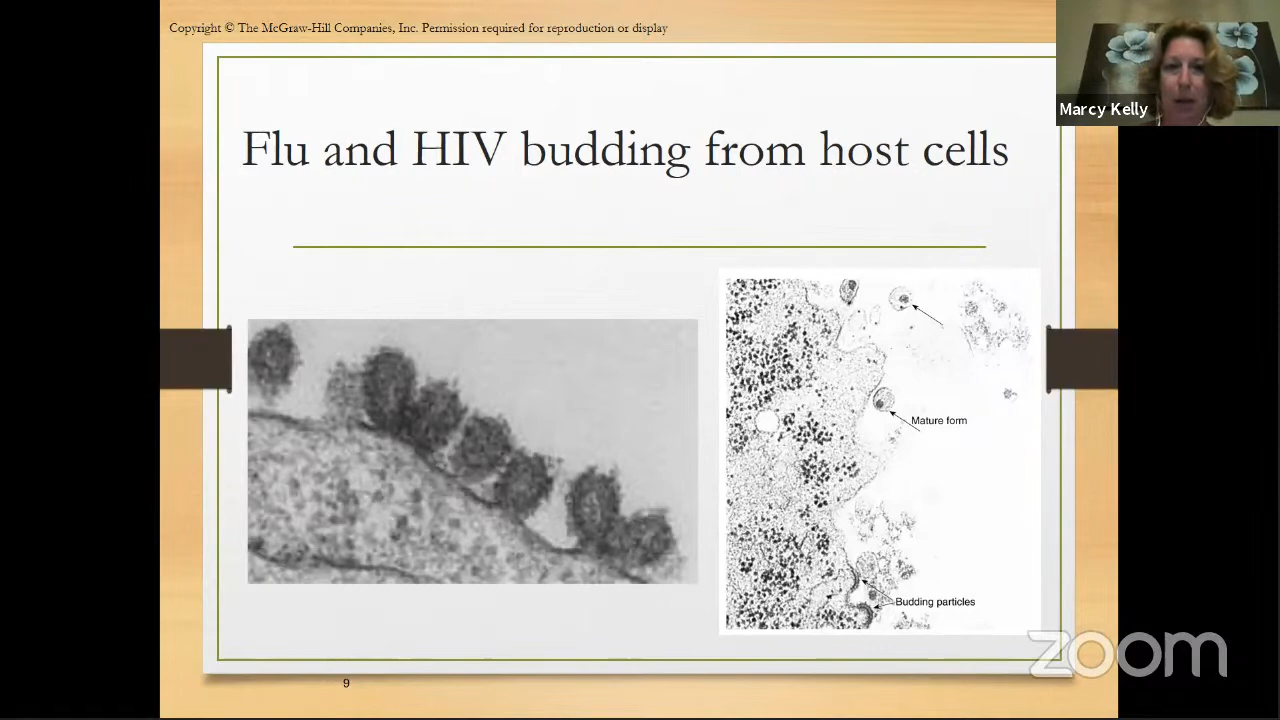 Copyright © The McGraw-Hill Companies, Inc. Permission required for reproduction or display
Marcy Kelly
Flu and HIV budding from host cells
Mature form
Budding particles
zoom
9